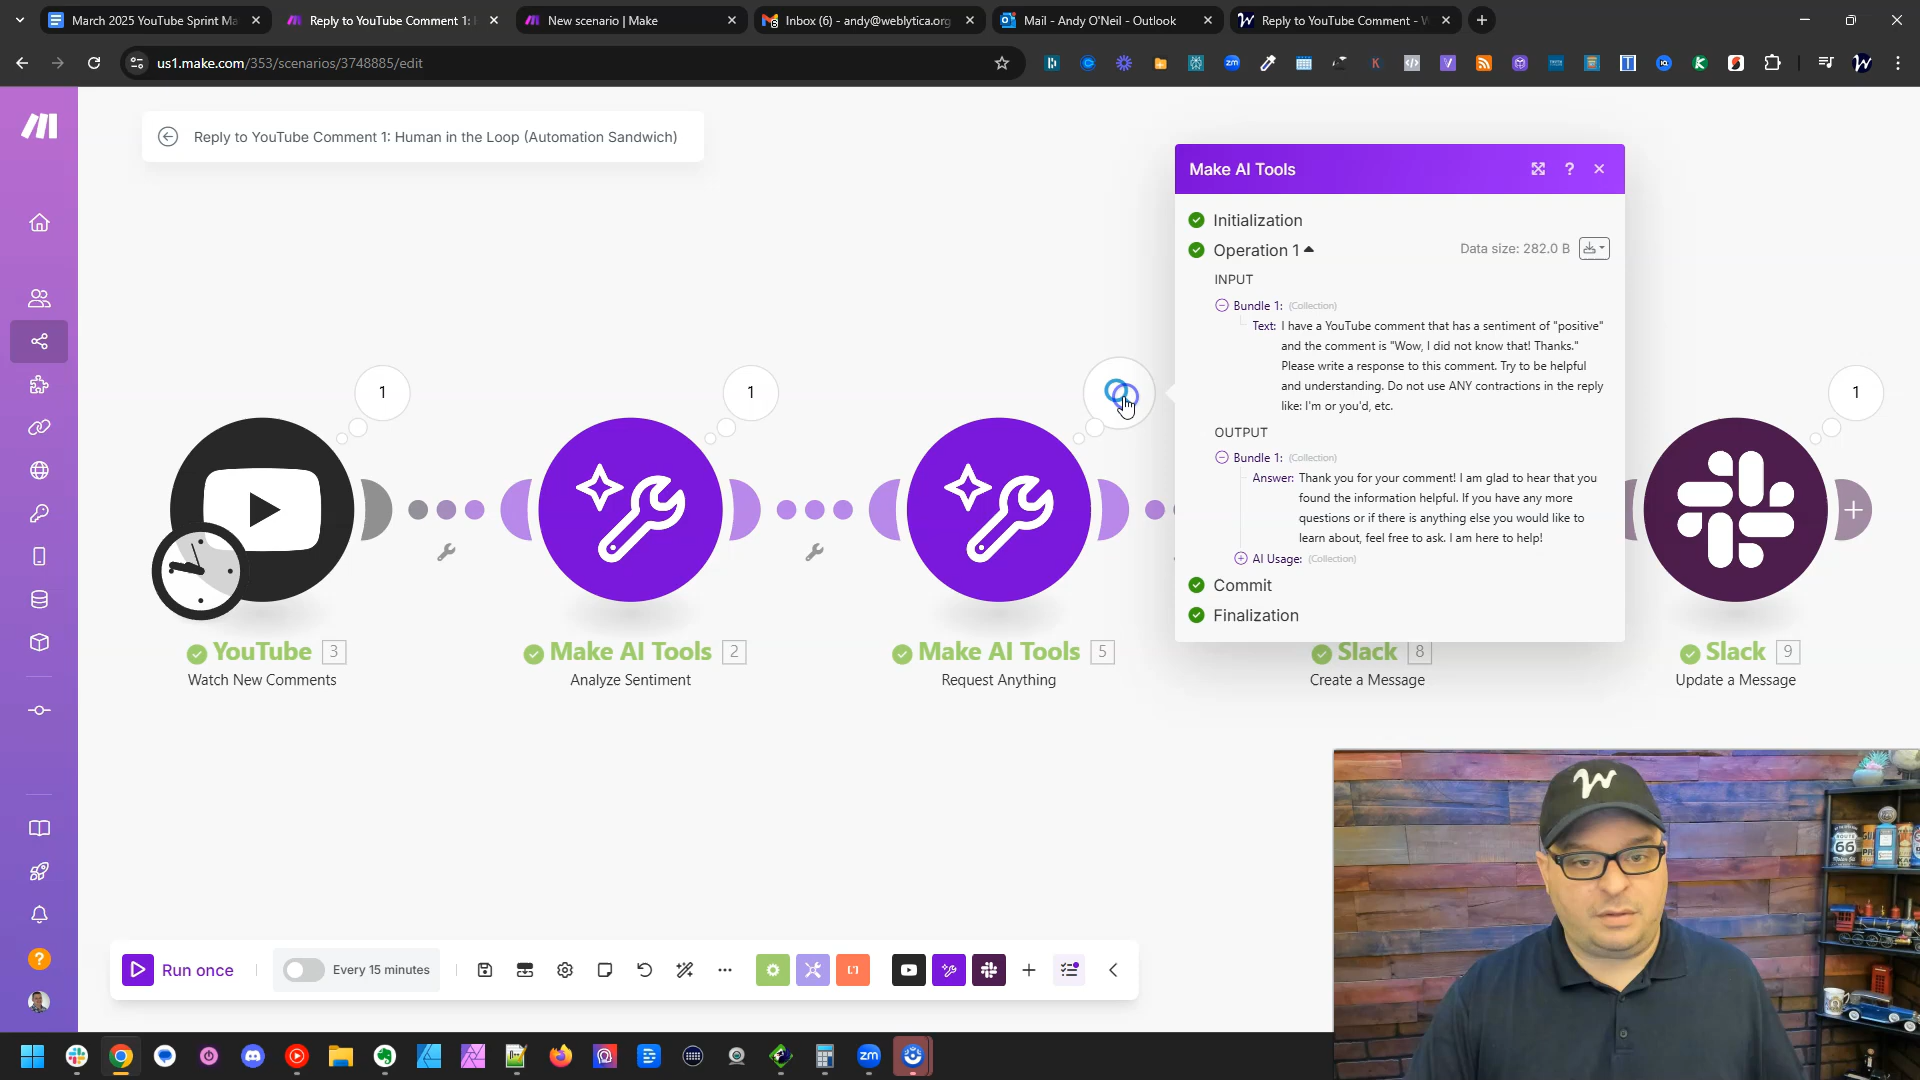 March 2025 YouTube Sprint Ma
Reply to YouTube Comment 1:
New scenario | Make
Inbox (6) - andy@weblytica.org
Mail - Andy O'Neil - Outlook
Reply to YouTube Comment - W
us1.make.com/353/scenarios/3748885/edit
Reply to YouTube Comment 1: Human in the Loop (Automation Sandwich)
Make AI Tools
Initialization
Operation 1
Data size: 282.0 B
INPUT
Bundle 1: (Collection)
Text: I have a YouTube comment that has a sentiment of "positive"
and the comment is "Wow, I did not know that! Thanks."
Please write a response to this comment. Try to be helpful
and understanding. Do not use ANY contractions in the reply
like: I'm or you'd, etc.
OUTPUT
Bundle 1: (Collection)
Answer: Thank you for your comment! I am glad to hear that you
found the information helpful. If you have any more
questions or if there is anything else you would like to
learn about, feel free to ask. I am here to help!
AI Usage: (Collection)
Commit
Finalization
1
1
1
YouTube 3
Watch New Comments
Make AI Tools 2
Analyze Sentiment
Make AI Tools 5
Request Anything
Slack 8
Create a Message
Slack 9
Update a Message
Run once
Every 15 minutes
ROUTE
66
zm
zm